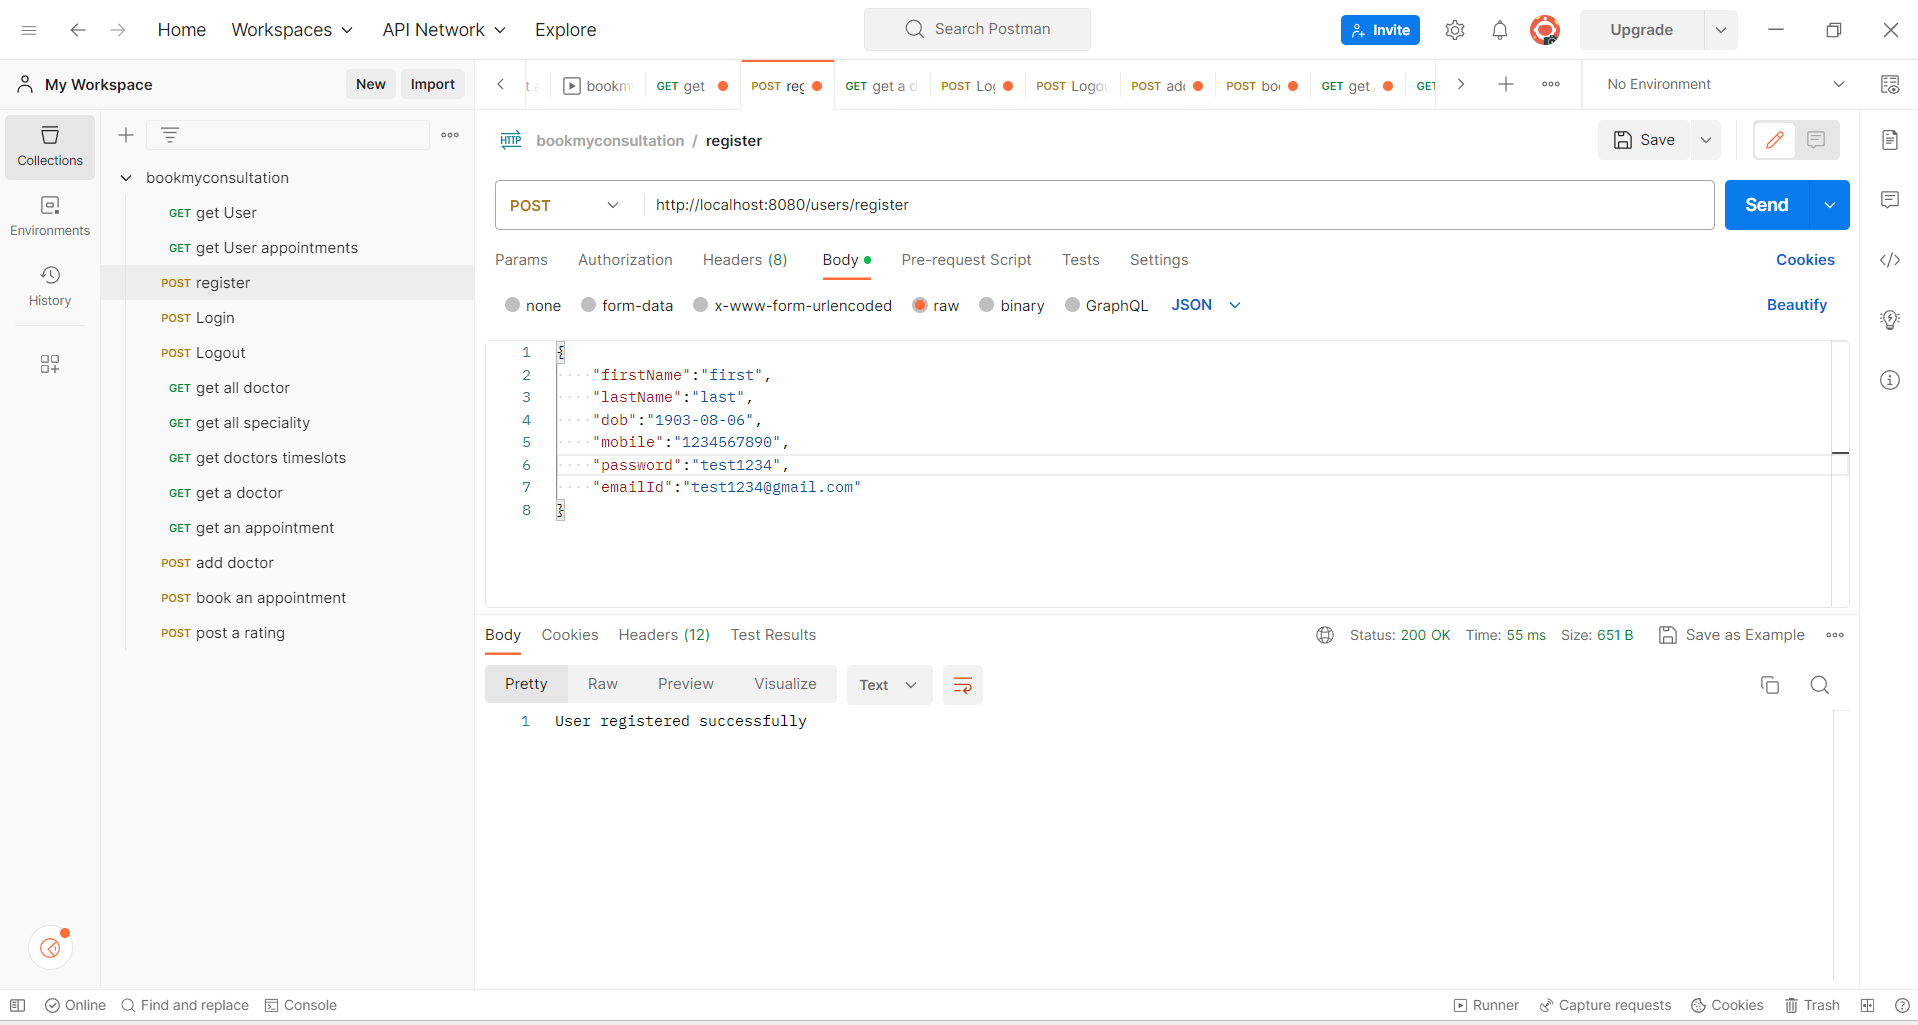 Home
Workspaces
API Network
Explore
Search Postman
Invite
Upgrade
My Workspace
New
Import
bookm
GET get
POST reg
GET get a d
POST Log
POST Logo
POST add
POST boo
GET get
GET
No Environment
Collections
Environments
History
bookmyconsultation
GET get User
GET get User appointments
POST register
POST Login
POST Logout
GET get all doctor
GET get all speciality
GET get doctors timeslots
GET get a doctor
GET get an appointment
POST add doctor
POST book an appointment
POST post a rating
HTTP bookmyconsultation / register
Save
POST http://localhost:8080/users/register
Send
Params Authorization Headers (8) Body Pre-request Script Tests Settings Cookies
none form-data x-www-form-urlencoded raw binary GraphQL JSON Beautify
1 {
2 "firstName":"first",
3 "lastName":"last",
4 "dob":"1903-08-06",
5 "mobile":"1234567890",
6 "password":"test1234",
7 "emailId":"test1234@gmail.com"
8 }
Body Cookies Headers (12) Test Results Status: 200 OK Time: 55 ms Size: 651 B Save as Example
Pretty Raw Preview Visualize Text
1 User registered successfully
Online Find and replace Console Runner Capture requests Cookies Trash